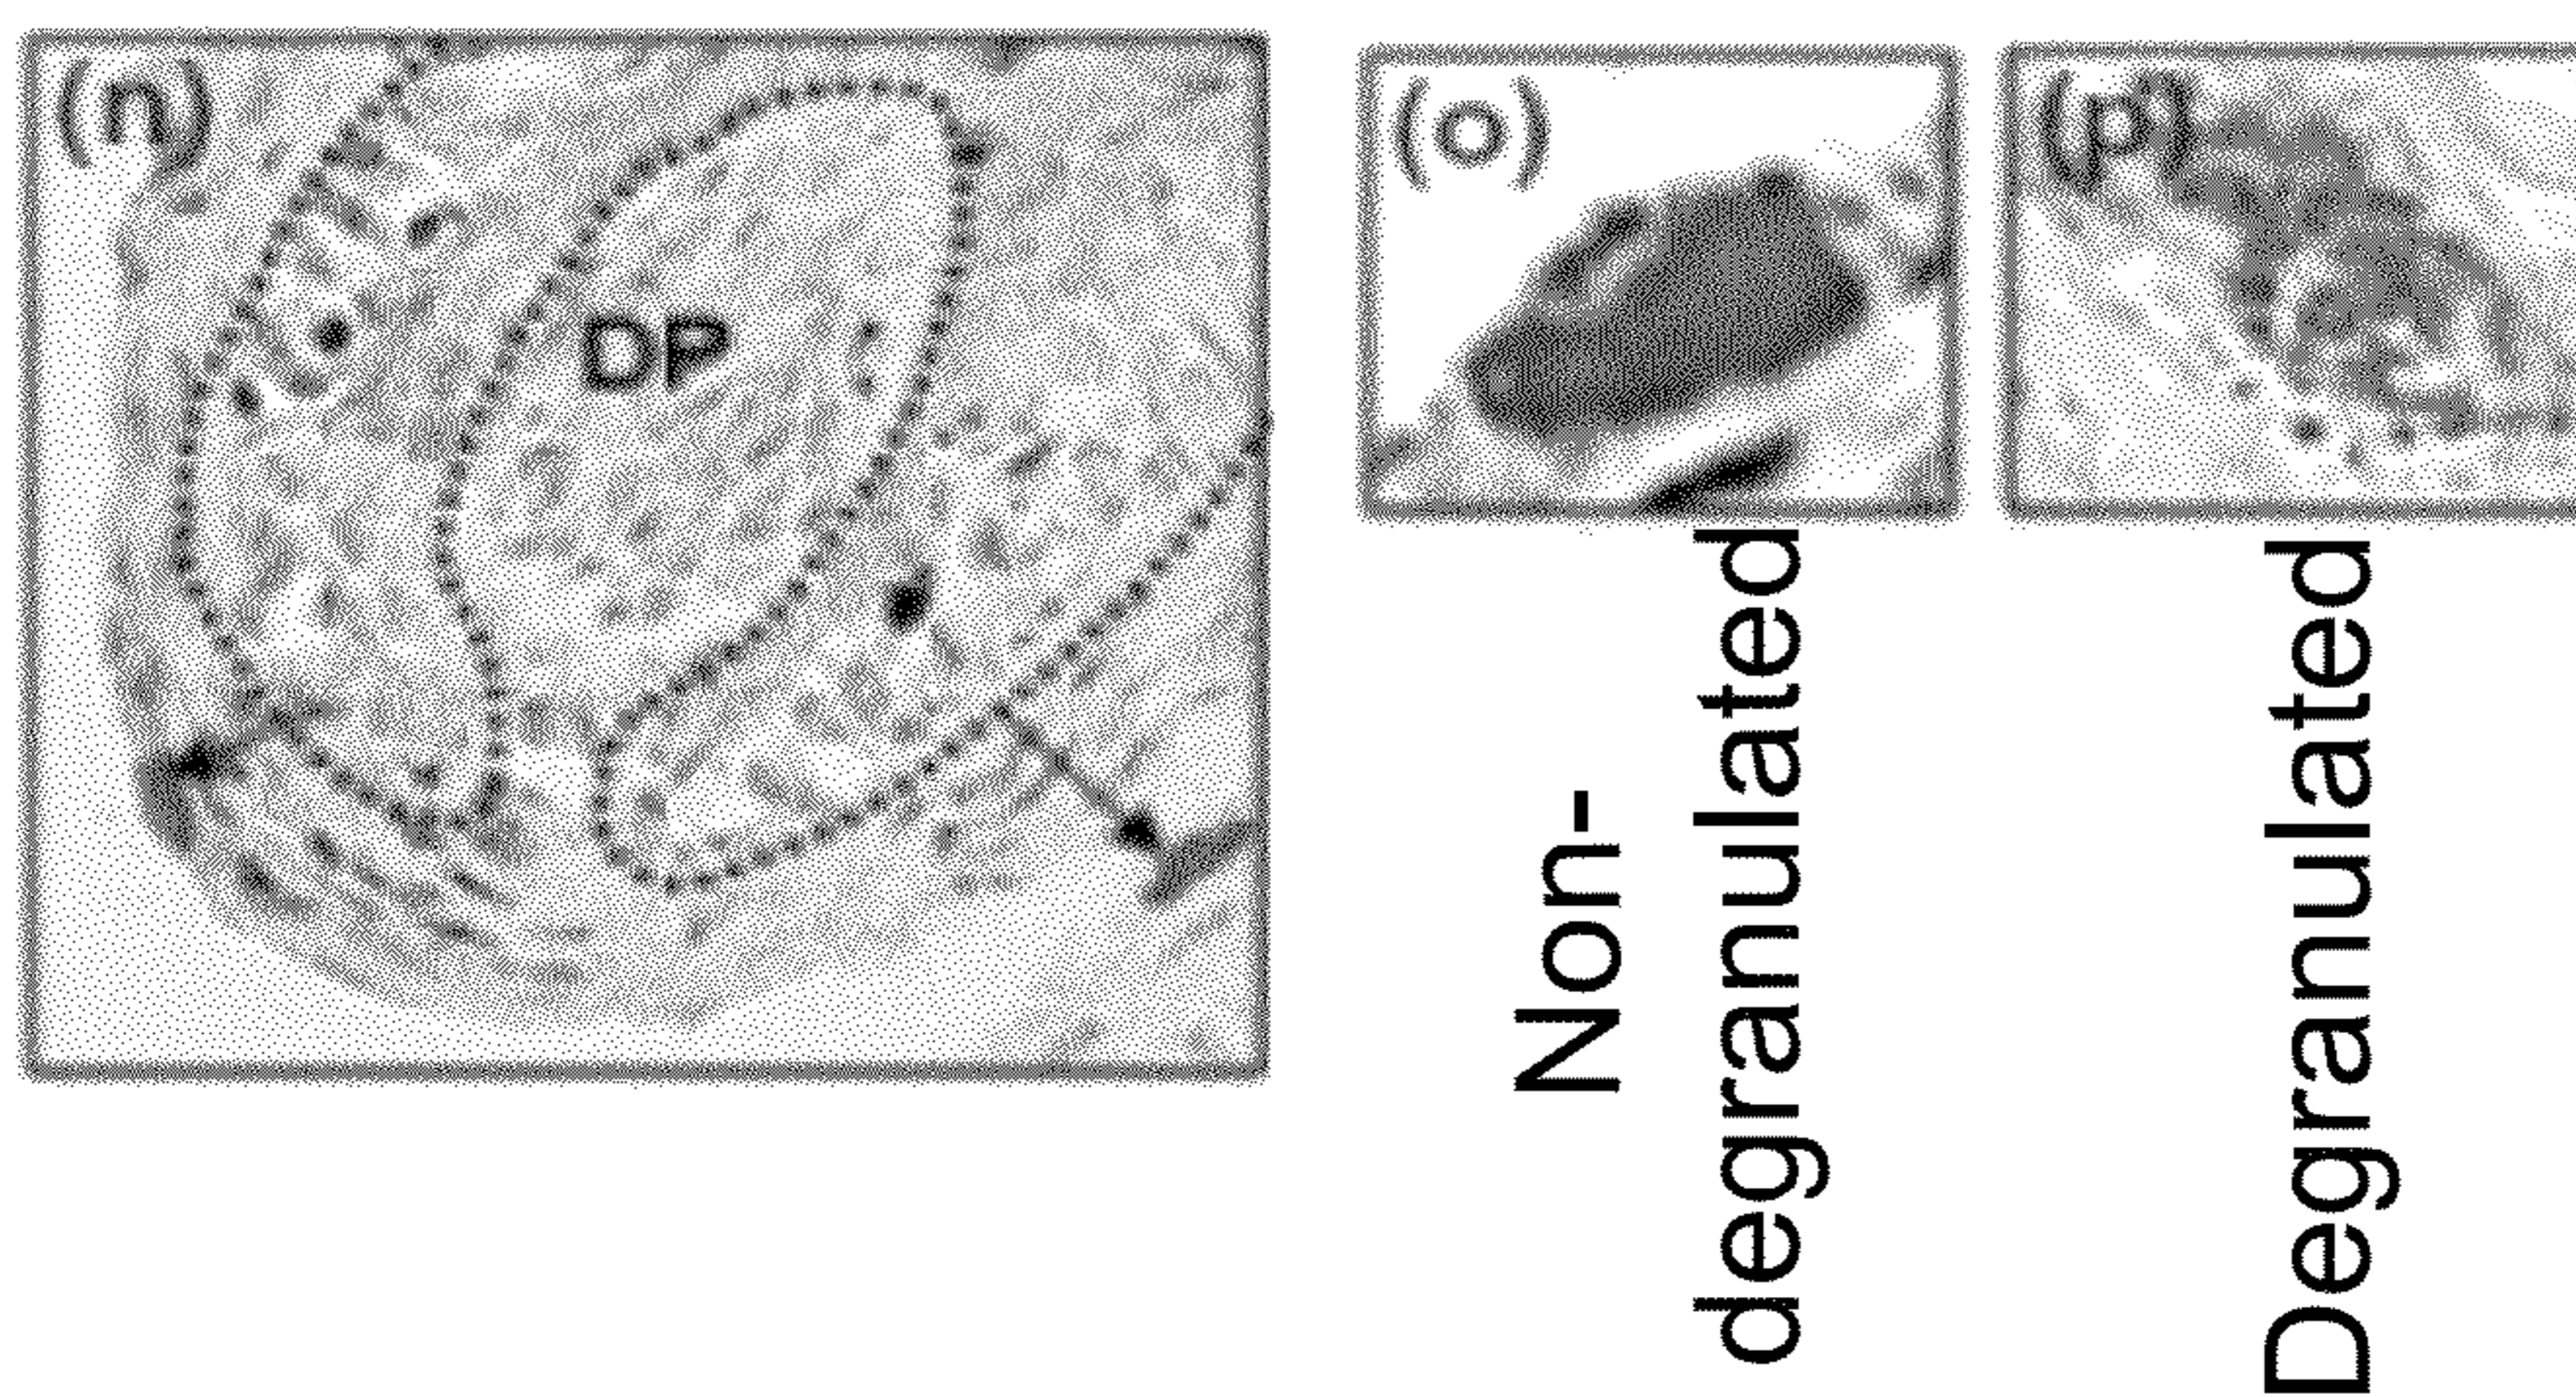 (n)
DP
(o)
(p)
Non-
degranulated
Degranulated